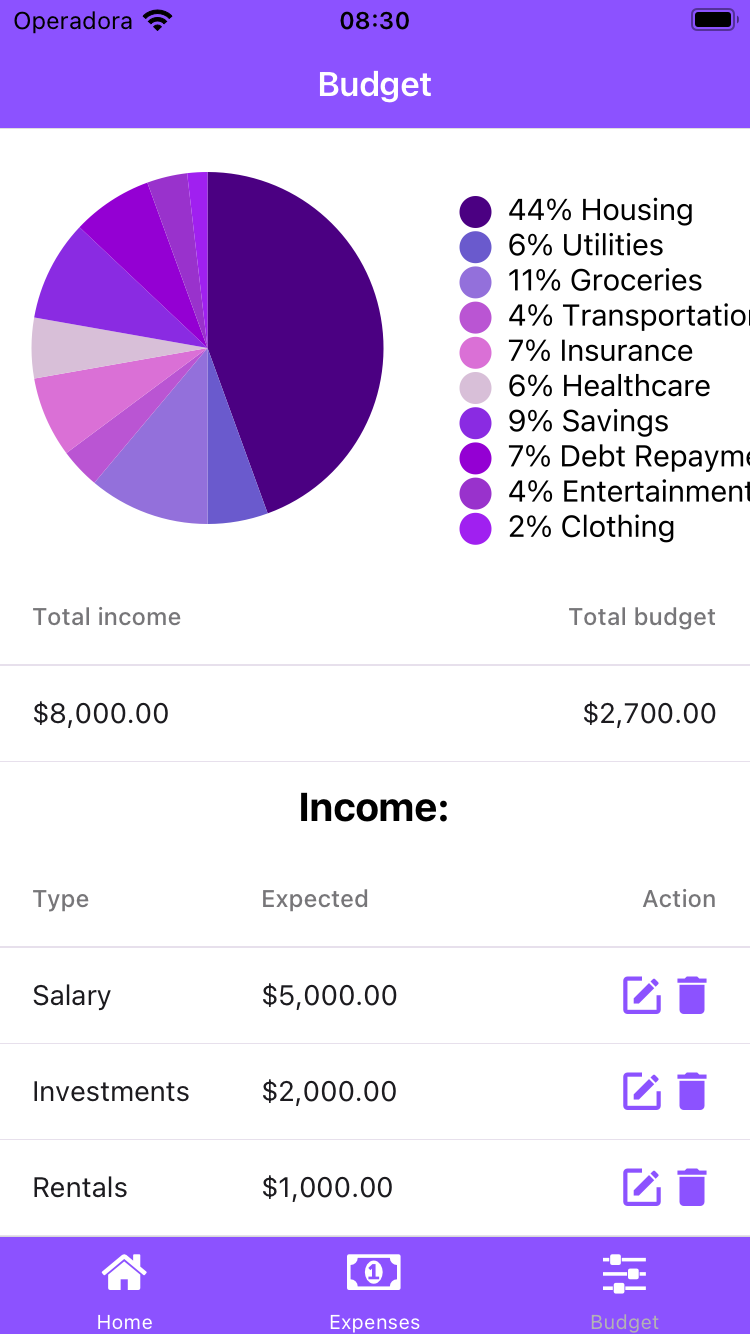 Operadora 08:30
Budget
44% Housing
6% Utilities
11% Groceries
4% Transportatio
7% Insurance
6% Healthcare
9% Savings
7% Debt Repayme
4% Entertainment
2% Clothing
Total income Total budget
$8,000.00 $2,700.00
Income:
Type Expected Action
Salary $5,000.00
Investments $2,000.00
Rentals $1,000.00
1
Home Expenses Budget